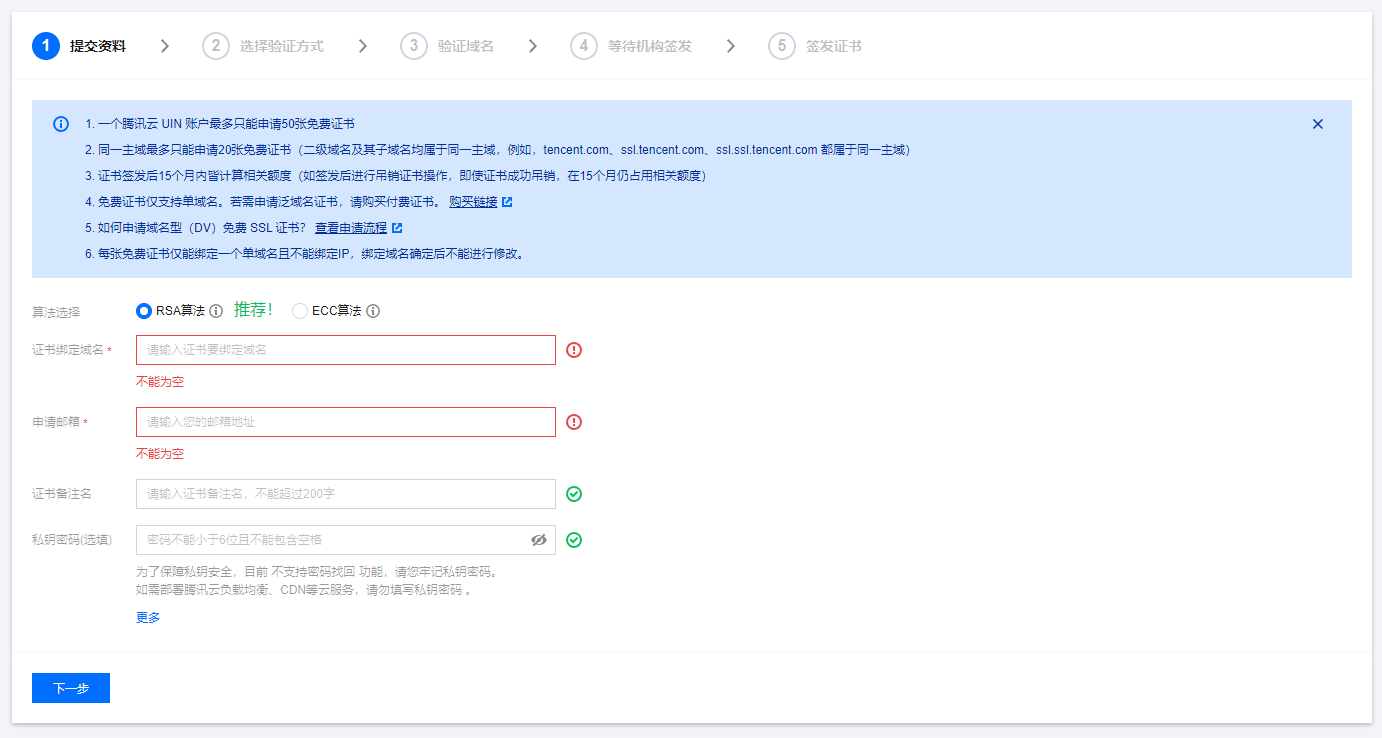 1 提交资料 > 2 选择验证方式 > 3 验证域名 > 4 等待机构签发 > 5 签发证书
1. 一个腾讯云 UIN 账户最多只能申请50张免费证书
2. 同一主域最多只能申请20张免费证书（二级域名及其子域名均属于同一主域，例如，tencent.com、ssl.tencent.com、ssl.ssl.tencent.com 都属于同一主域）
3. 证书签发后15个月内皆计算相关额度（如签发后进行吊销证书操作，即使证书成功吊销，在15个月仍占用相关额度）
4. 免费证书仅支持单域名。若需申请泛域名证书，请购买付费证书。 购买链接
5. 如何申请域名型（DV）免费 SSL 证书？ 查看申请流程
6. 每张免费证书仅能绑定一个单域名且不能绑定IP，绑定域名确定后不能进行修改。
算法选择 RSA算法 推荐！ ECC算法
证书绑定域名 * 请输入证书要绑定域名
不能为空
申请邮箱 * 请输入您的邮箱地址
不能为空
证书备注名 请输入证书备注名，不能超过200字
私钥密码(选填) 密码不能小于6位且不能包含空格
为了保障私钥安全，目前 不支持密码找回 功能，请您牢记私钥密码。
如需部署腾讯云负载均衡、CDN等云服务，请勿填写私钥密码 。
更多
下一步